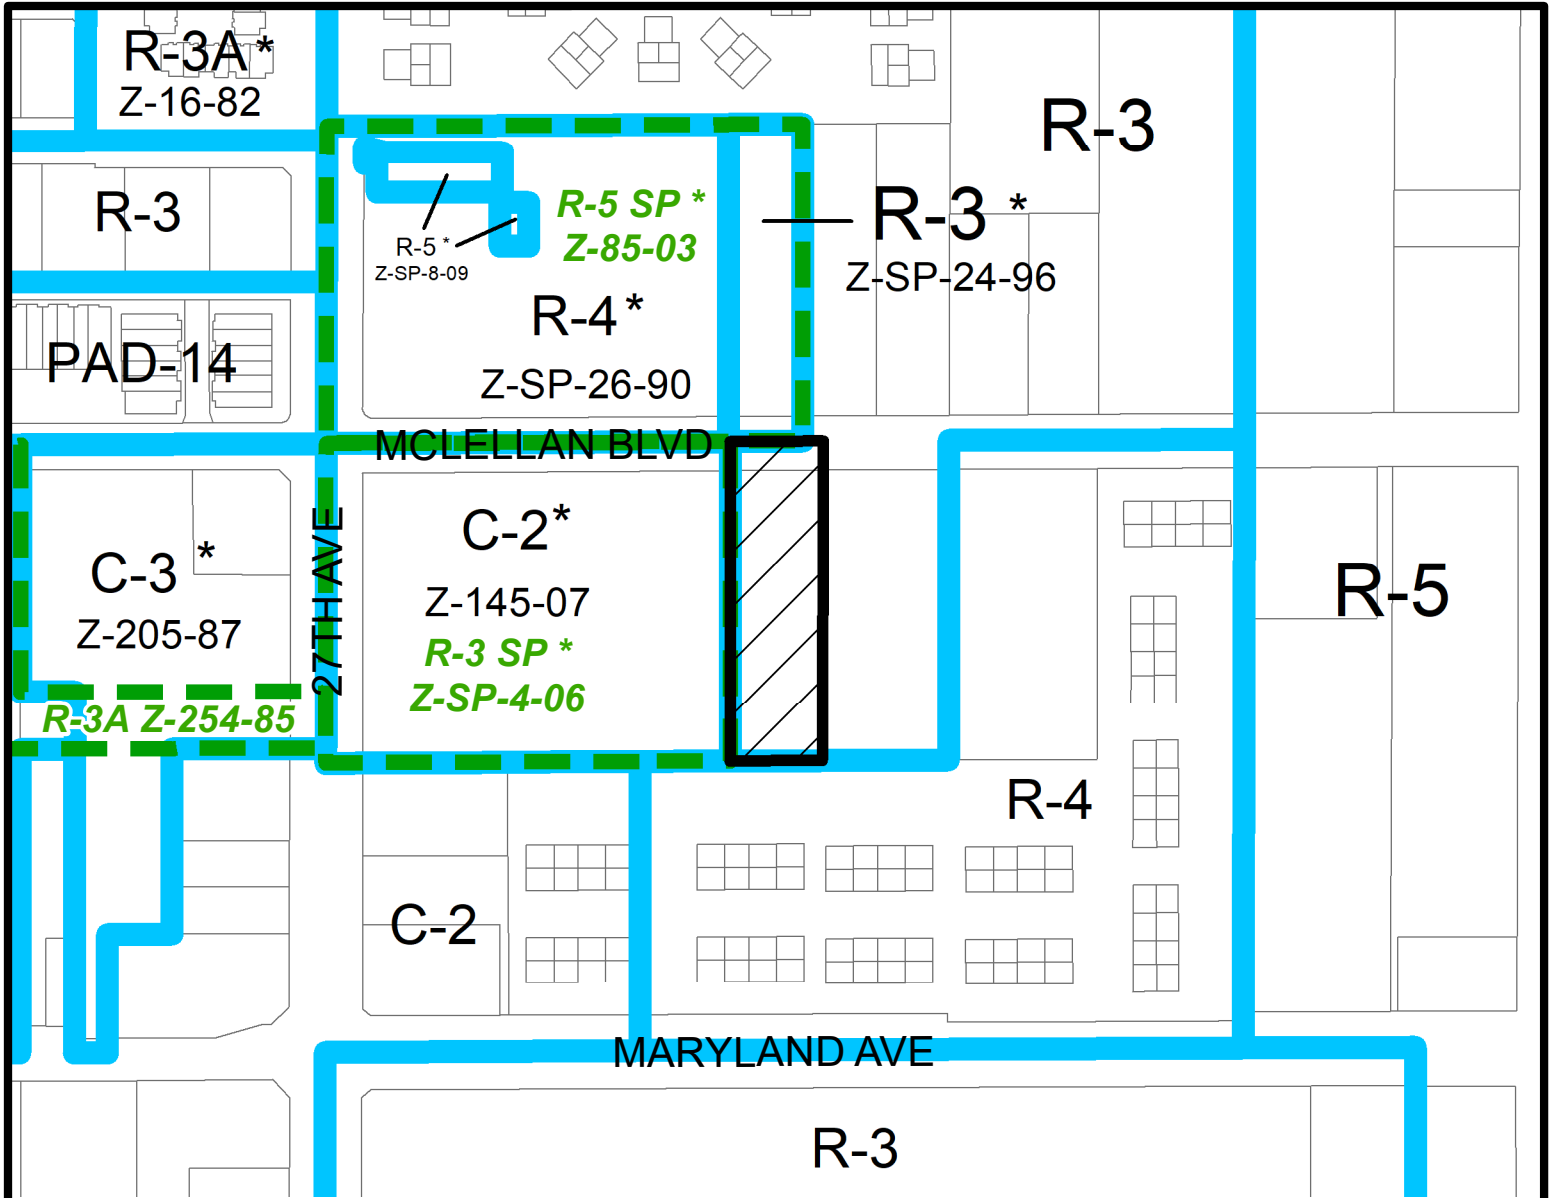 R-3A *
Z-16-82
R-3
R-3
R-5 SP *
Z-85-03
R-3 *
Z-SP-24-96
R-5 *
Z-SP-8-09
R-4 *
Z-SP-26-90
PAD-14
MCLELLAN BLVD
C-2 *
Z-145-07
R-3 SP *
Z-SP-4-06
27TH AVE
C-3 *
Z-205-87
R-3A Z-254-85
R-5
R-4
C-2
MARYLAND AVE
R-3